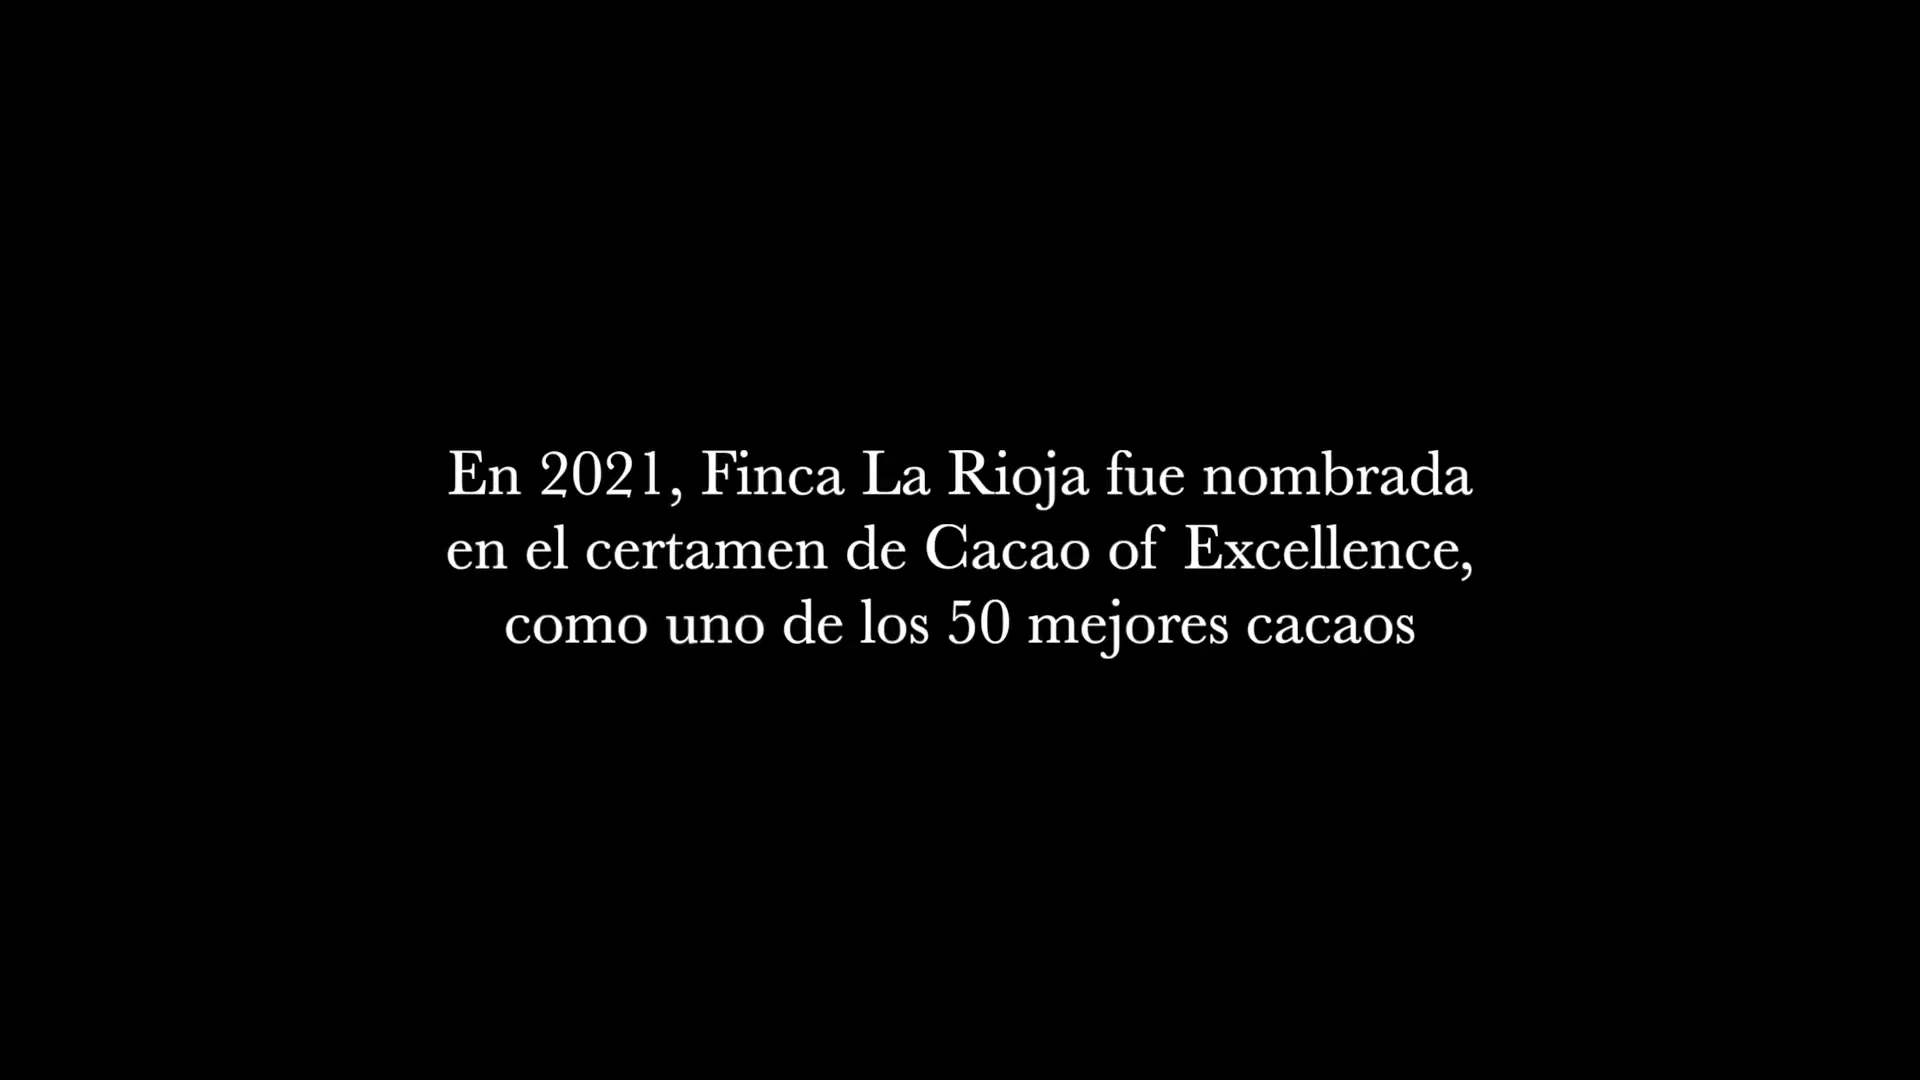 En 2021, Finca La Rioja fue nombrada
en el certamen de Cacao of Excellence,
como uno de los 50 mejores cacaos